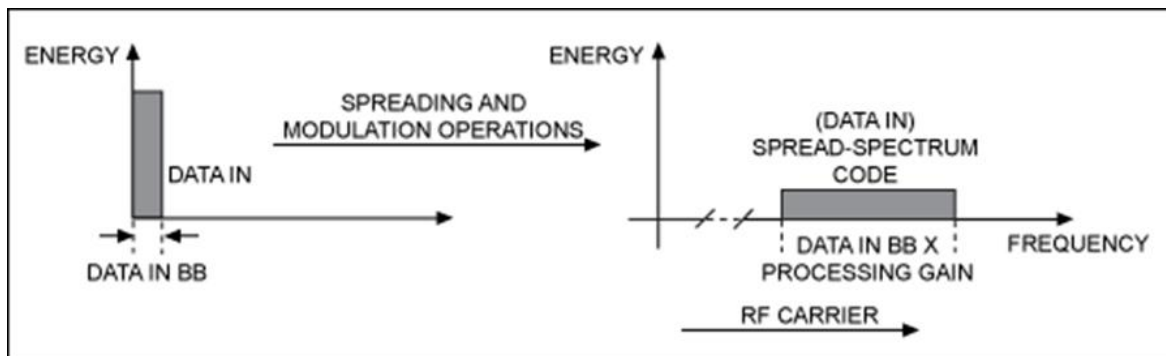 ENERGY
DATA IN
DATA IN BB
SPREADING AND
MODULATION OPERATIONS
ENERGY
(DATA IN)
SPREAD-SPECTRUM
CODE
FREQUENCY
DATA IN BB X
PROCESSING GAIN
RF CARRIER